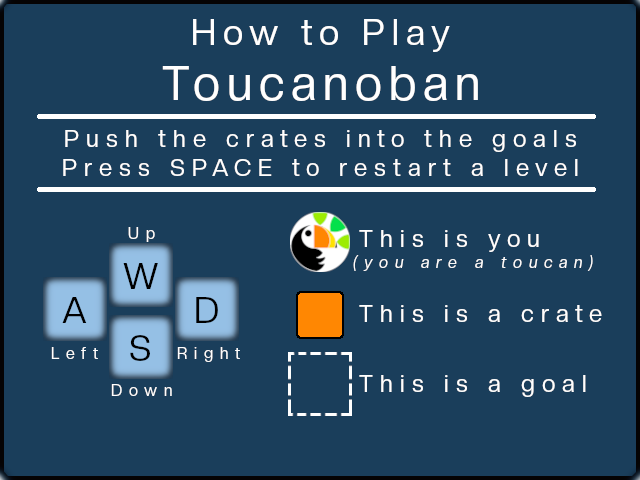 How to Play
Toucanoban
Push the crates into the goals
Press SPACE to restart a level
Up
W
A
S
D
Left
Right
Down
This is you
(you are a toucan)
This is a crate
This is a goal